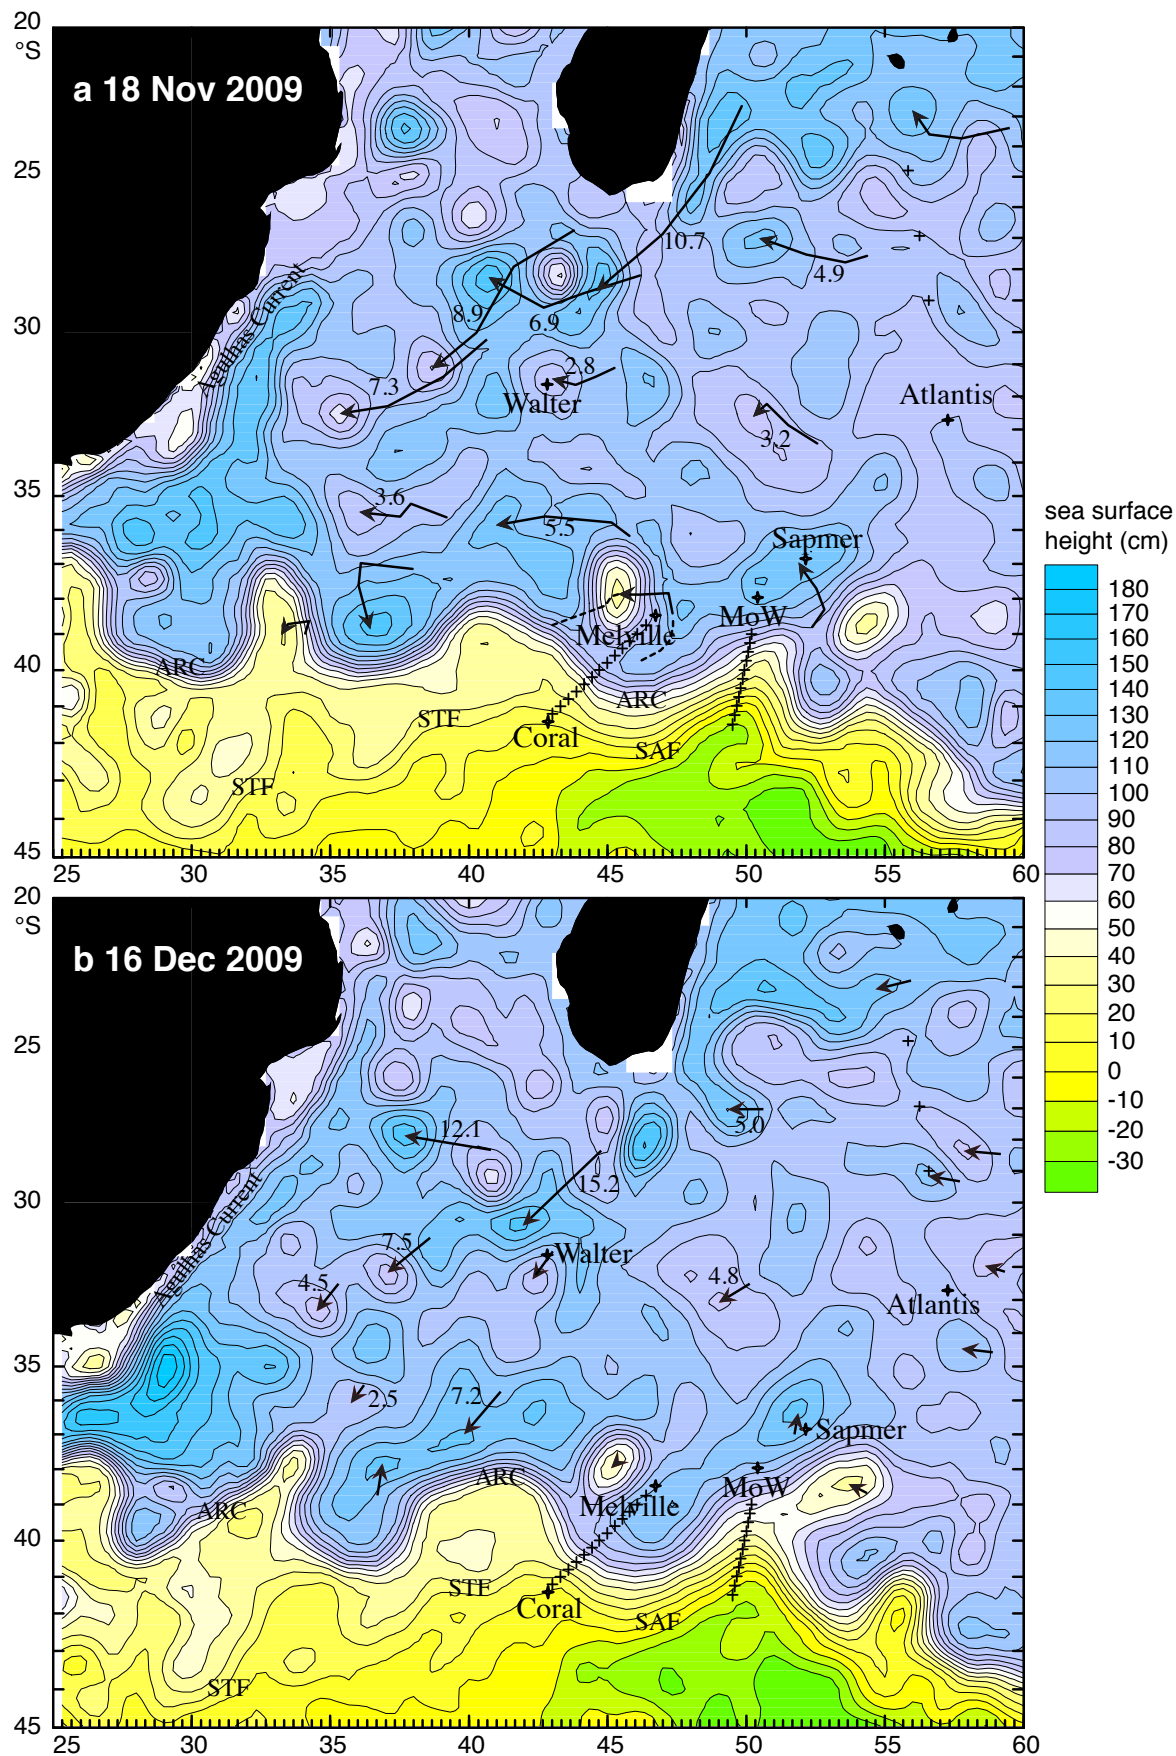 20
°S
a 18 Nov 2009
25
10.7
4.9
Agulhas Current
8.9
6.9
30
7.3
2.8
Walter
Atlantis
3.2
35
3.6
5.5
Sapmer
MoW
Melville
ARC
ARC
STF
Coral
SAF
STF
45
25
30
35
40
45
50
55
60
sea surface
height (cm)
180
170
160
150
140
130
120
110
100
90
80
70
60
50
40
30
20
10
0
-10
-20
-30
20
°S
b 16 Dec 2009
25
12.1
5.0
15.2
30
Agulhas Current
7.5
Walter
4.5
4.8
Atlantis
35
2.5
7.2
Sapmer
ARC
MoW
ARC
Melville
40
STF
Coral
SAF
STF
45
25
30
35
40
45
50
55
60
40